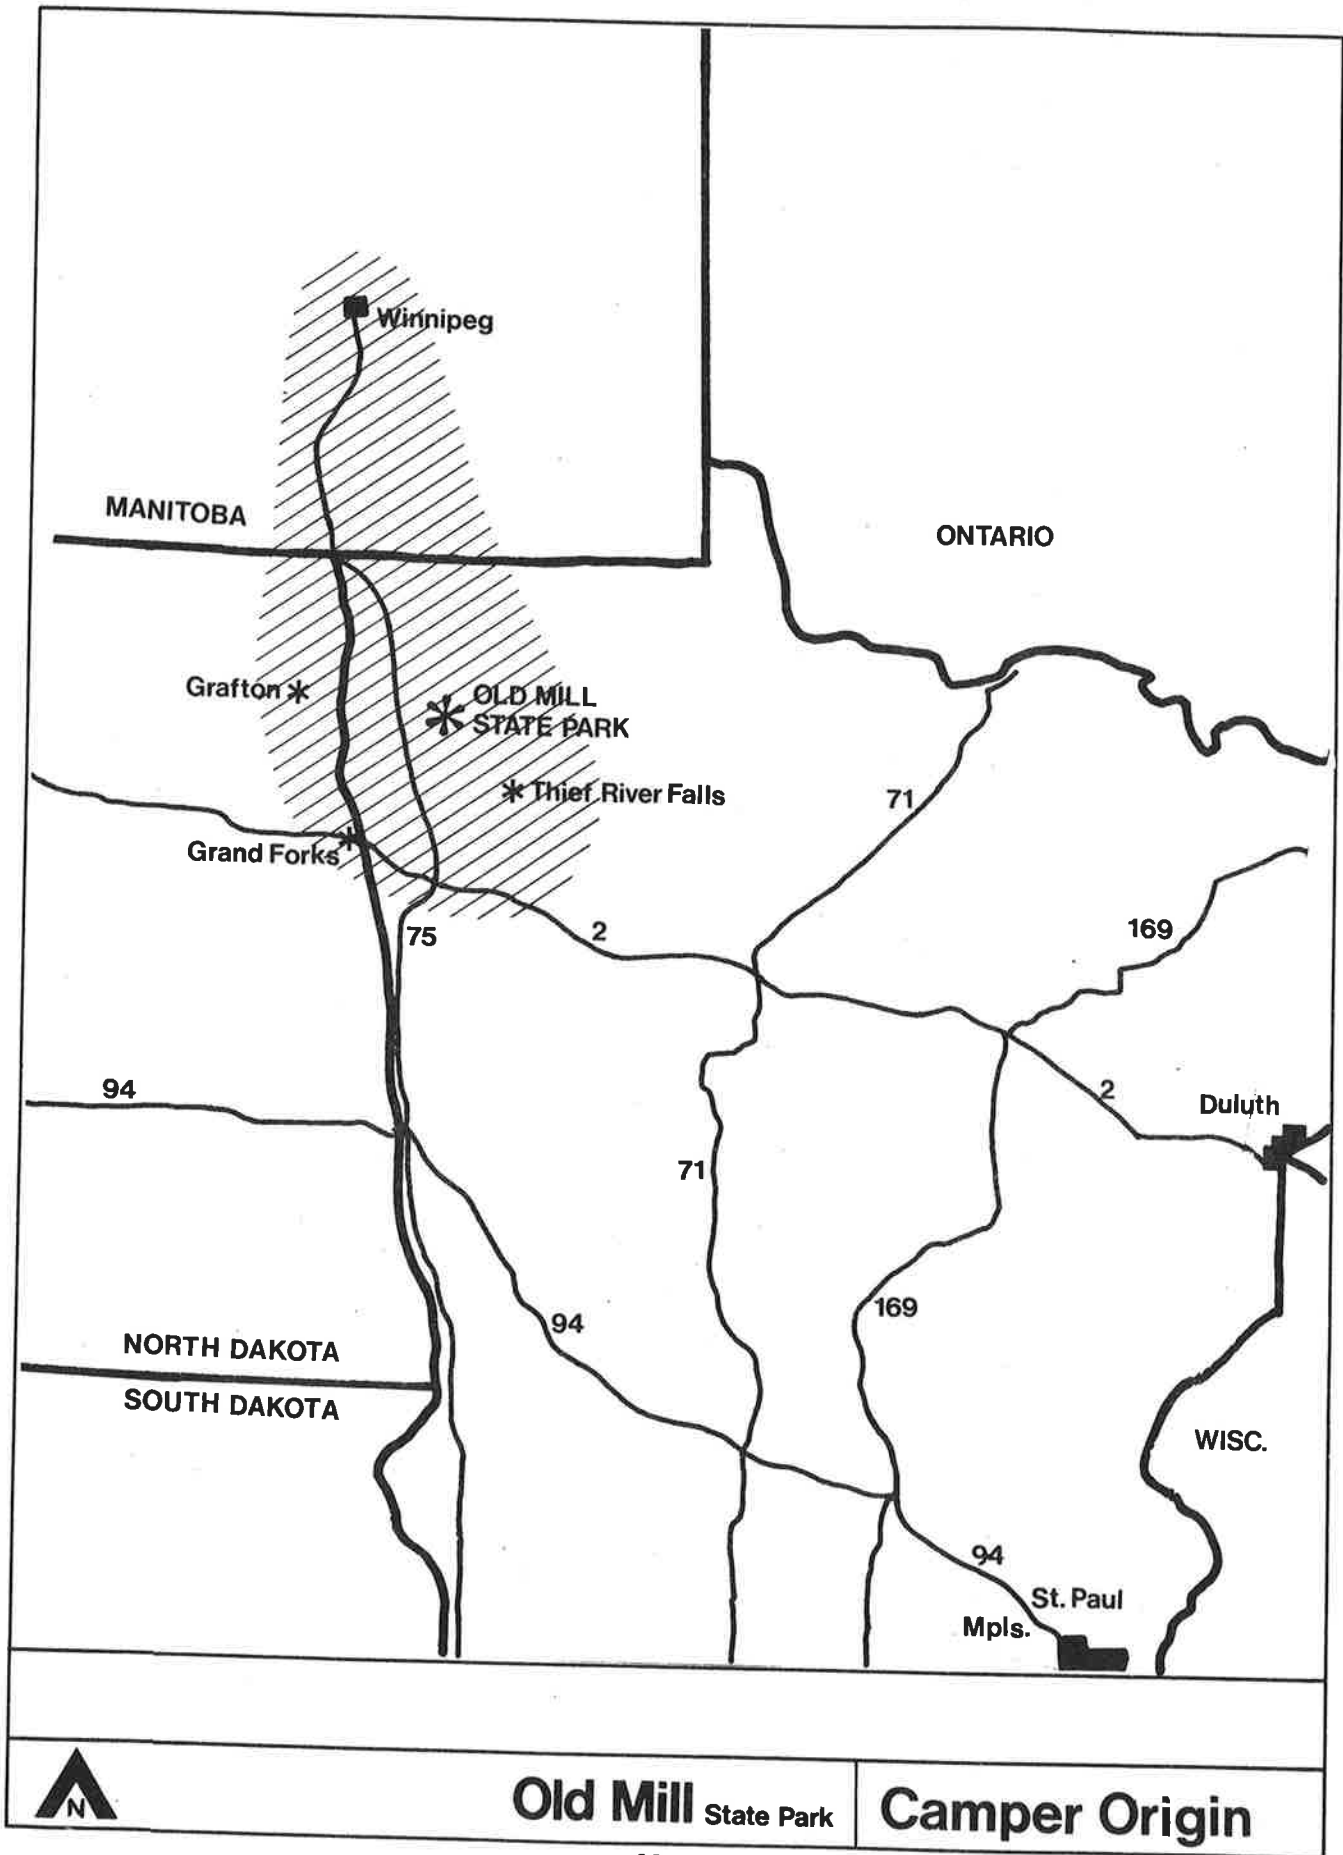 Winnipeg
MANITOBA
ONTARIO
Grafton
OLD MILL
STATE PARK
71
Thief River Falls
Grand Forks
75
2
169
94
2
Duluth
71
169
94
NORTH DAKOTA
SOUTH DAKOTA
WISC.
94
St. Paul
Mpls.
N
Old Mill State Park
Camper Origin